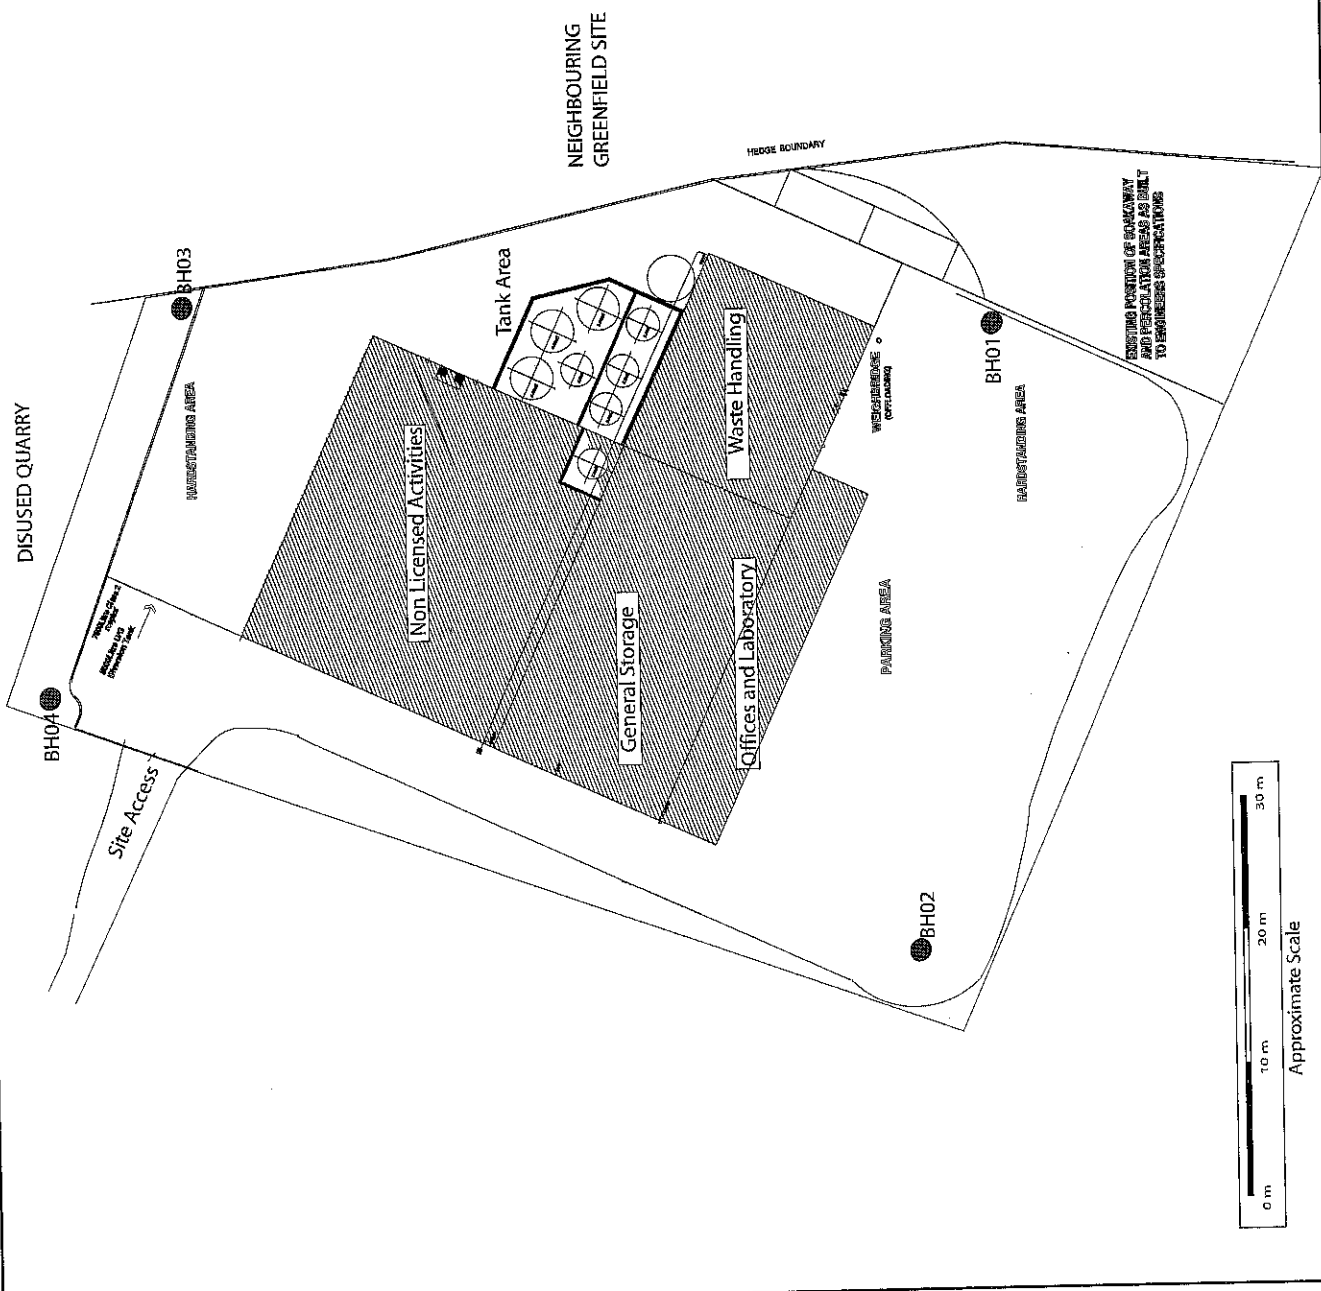 DISUSED QUARRY
NEIGHBOURING
GREENFIELD SITE
BH03
HARDSTANDING AREA
BH04
Site Access
Tank Area
HEDGE BOUNDARY
Non Licensed Activities
General Storage
Waste Handling
Offices and Laboratory
WEIGHBRIDGE
(OFFLOADING)
BH01
HARDSTANDING AREA
PARKING AREA
EXISTING POSITION OF SOAKAWAY
AND PERCOLATION AREAS AS BUILT
TO ENGINEERS SPECIFICATIONS
BH02
0 m
10 m
20 m
30 m
Approximate Scale